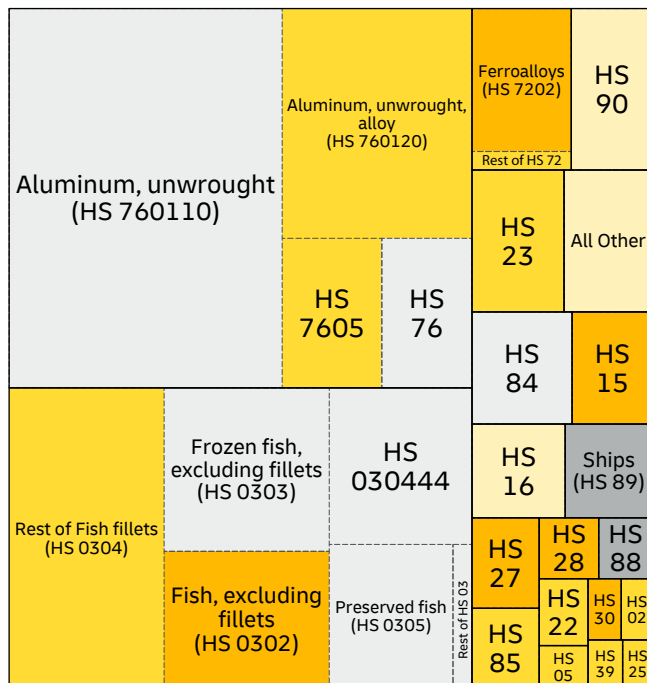 Aluminum, unwrought
(HS 760110)
Aluminum, unwrought,
alloy
(HS 760120)
HS
7605
HS
76
Rest of Fish fillets
(HS 0304)
Frozen fish,
excluding fillets
(HS 0303)
HS
030444
Fish, excluding
fillets
(HS 0302)
Preserved fish
(HS 0305)
Rest of HS 03
Ferroalloys
(HS 7202)
Rest of HS 72
HS
90
HS
23
All Other
HS
84
HS
15
HS
16
Ships
(HS 89)
HS
27
HS
28
HS
88
HS
85
HS
22
HS
30
HS
02
HS
05
HS
39
HS
25